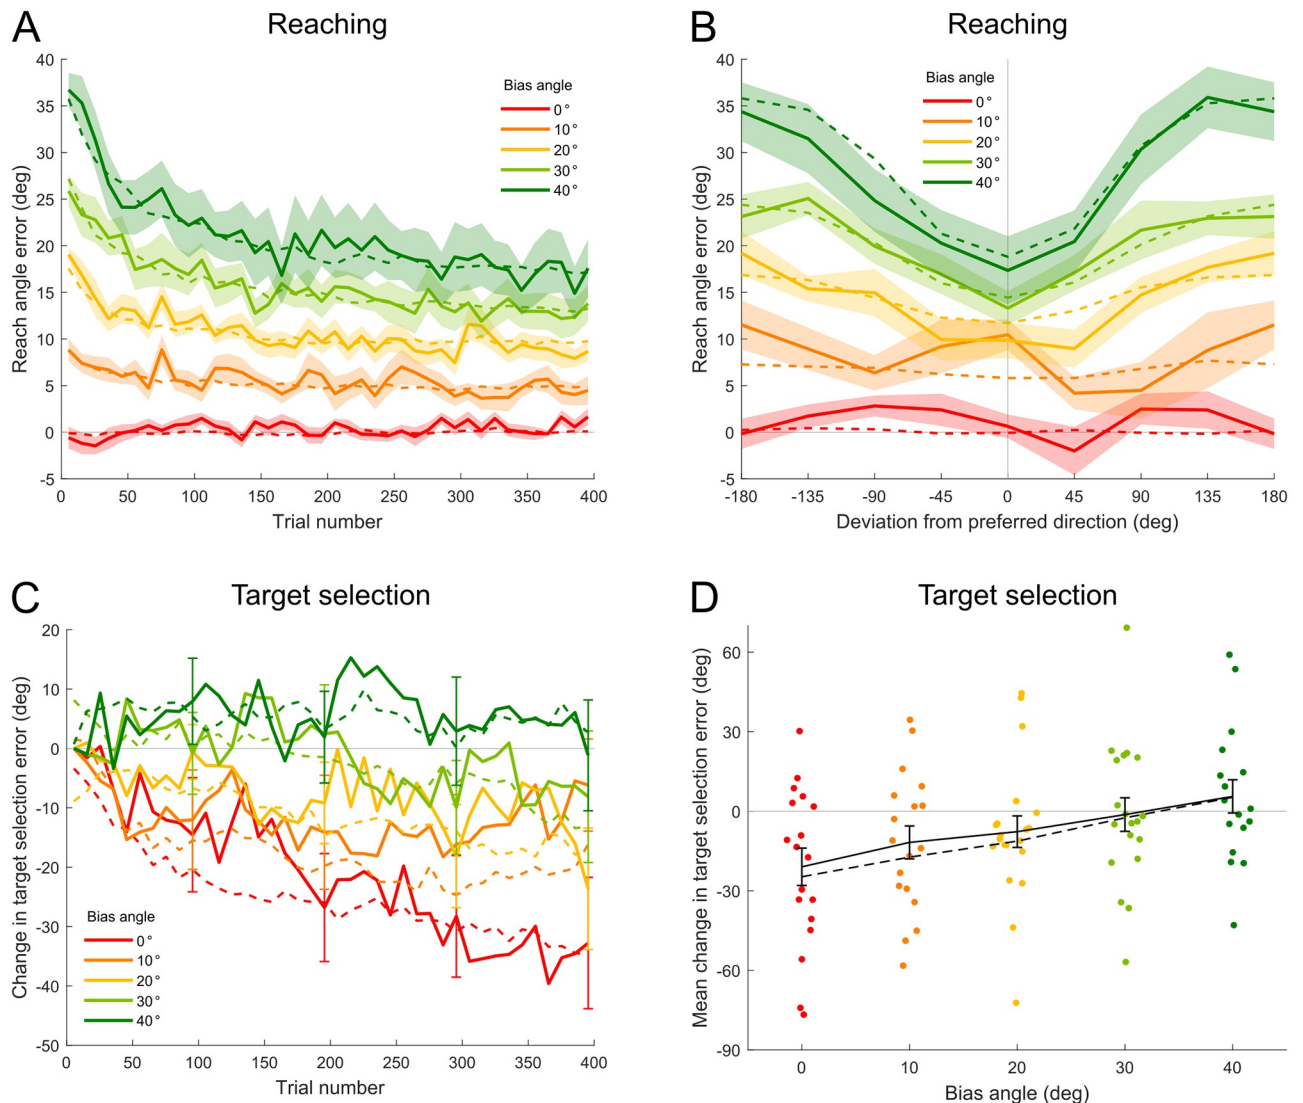 A
Reaching
Reach angle error (deg)
40
35
30
25
20
15
10
5
0
-5
Bias angle
0°
10°
20°
30°
40°
0 50 100 150 200 250 300 350 400
Trial number
B
Reaching
Reach angle error (deg)
40
35
30
25
20
15
10
5
0
-5
Bias angle
0°
10°
20°
30°
40°
-180 -135 -90 -45 0 45 90 135 180
Deviation from preferred direction (deg)
C
Target selection
Change in target selection error (deg)
20
10
0
-10
-20
-30
-40
-50
Bias angle
0°
10°
20°
30°
40°
0 50 100 150 200 250 300 350 400
Trial number
D
Target selection
Mean change in target selection error (deg)
60
30
0
-30
-60
-90
0 10 20 30 40
Bias angle (deg)